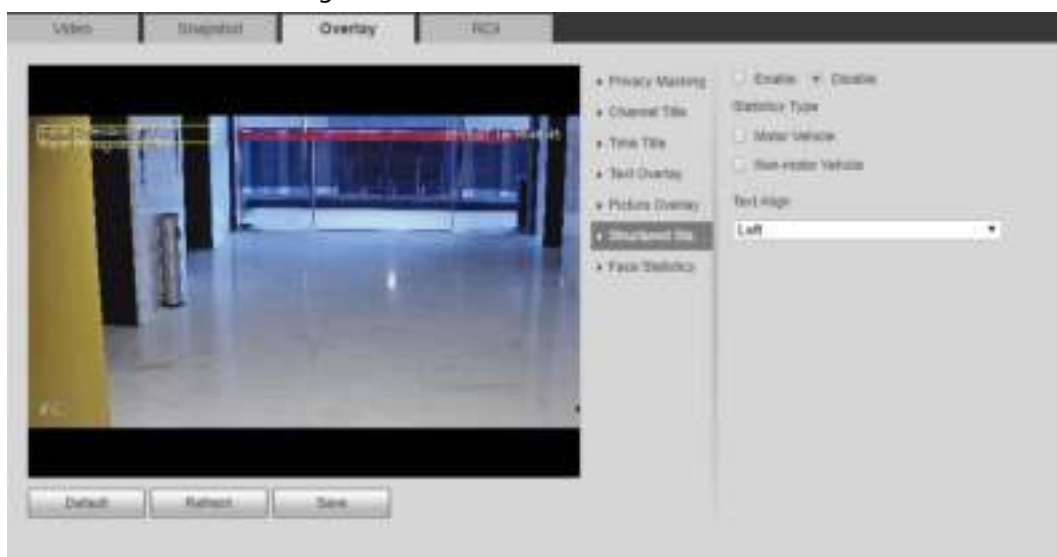 Video Snapshot Overlay ROI
Privacy Masking
Channel Title
Time Title
Text Overlay
Picture Overlay
Face Statistics
Enable Disable
Statistics Type
Motor Vehicle
Non-motor Vehicle
Text Align
Left
Default Refresh Save